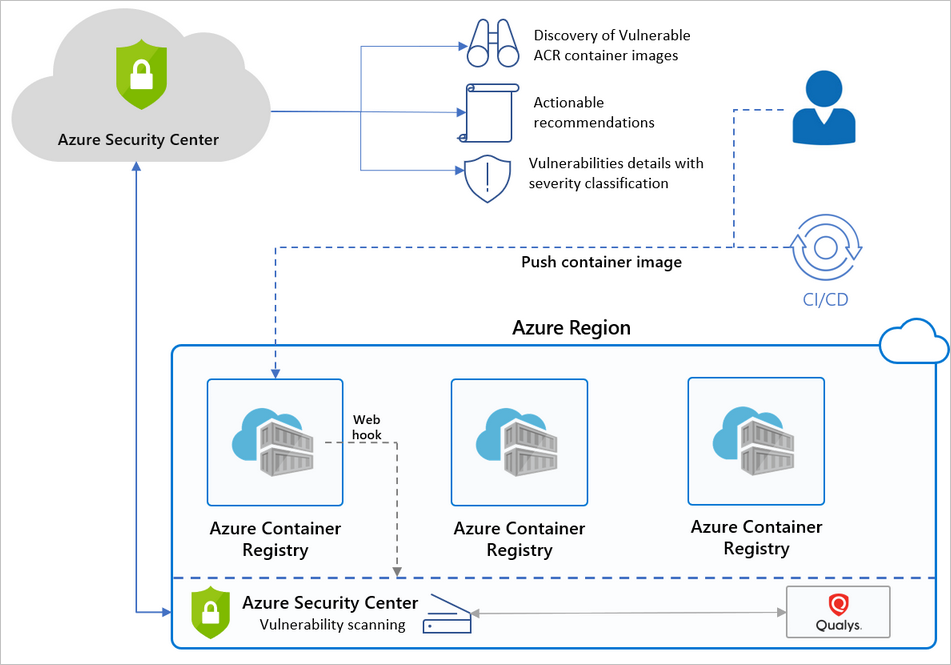 Discovery of Vulnerable
ACR container images
Azure Security Center
Actionable
recommendations
Vulnerabilities details with
severity classification
Push container image
CI/CD
Azure Region
Web
hook
Azure Container
Registry
Azure Container
Registry
Azure Container
Registry
Azure Security Center
Vulnerability scanning
Qualys.